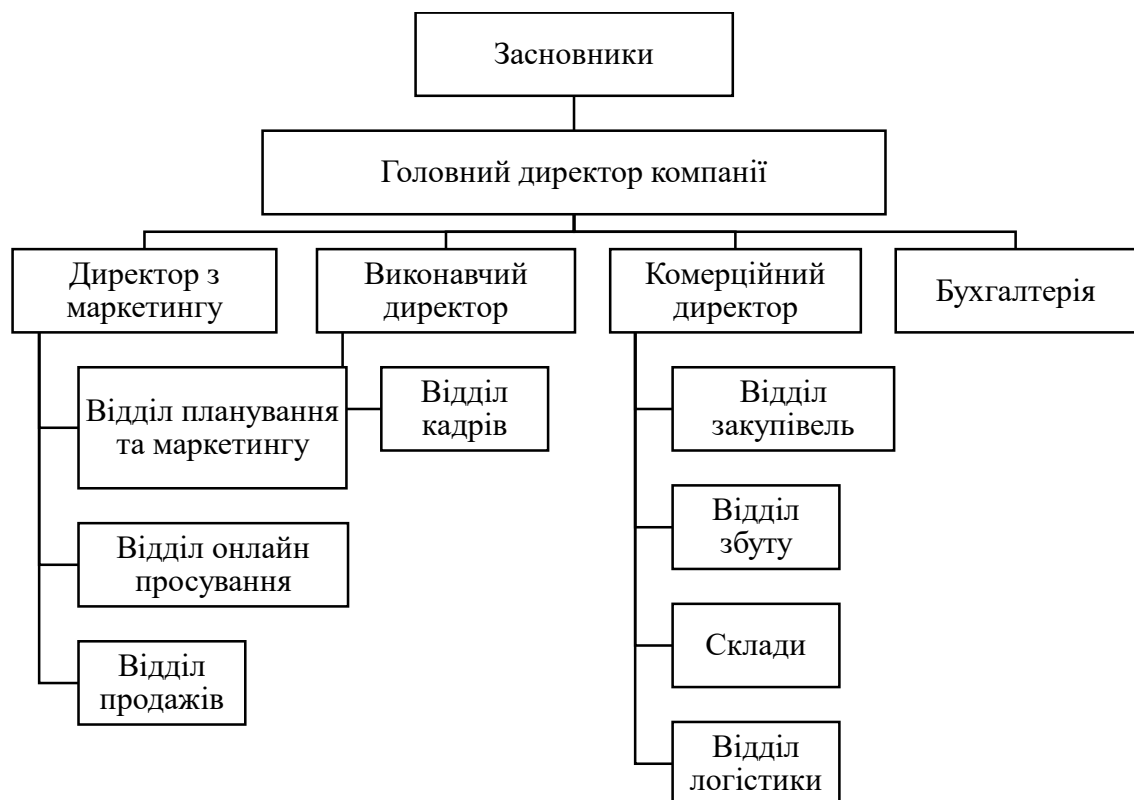 Засновники
Головний директор компанії
Директор з
маркетингу
Виконавчий
директор
Комерційний
директор
Бухгалтерія
Відділ планування
та маркетингу
Відділ онлайн
просування
Відділ
продажів
Відділ
кадрів
Відділ
закупівель
Відділ
збуту
Склади
Відділ
логістики